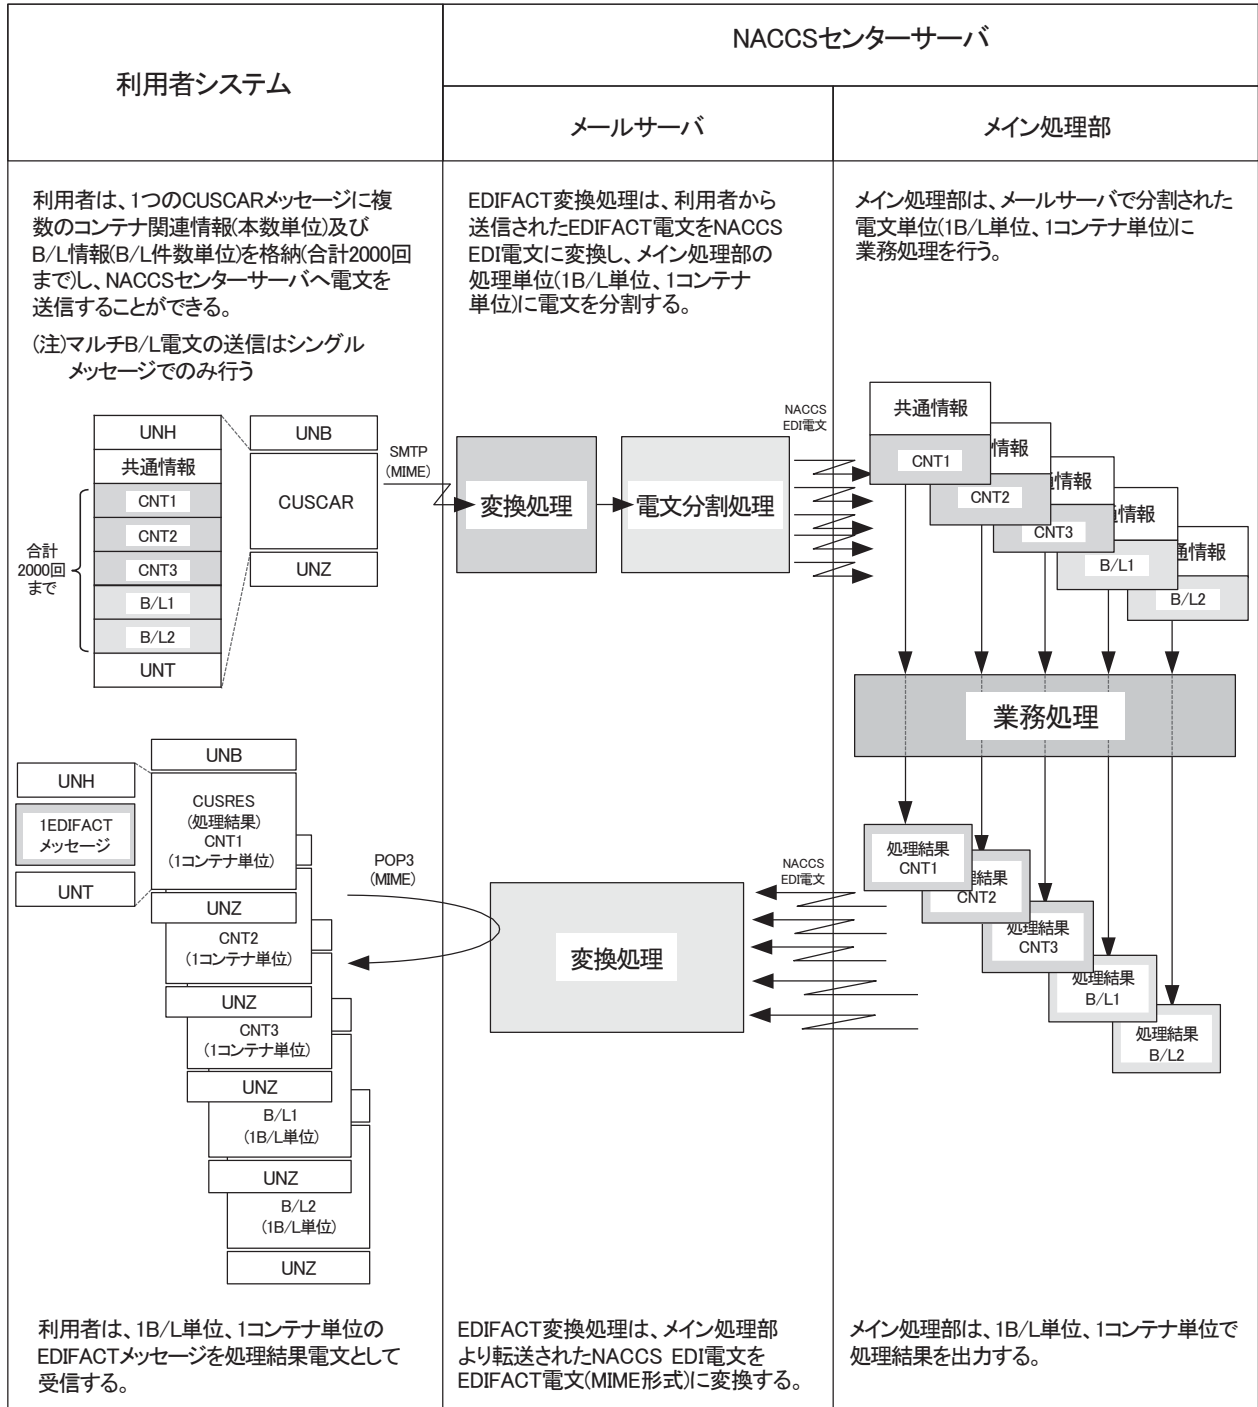 利用者システム
NACCSセンターサーバ
メールサーバ
メイン処理部
利用者は、1つのCUSCARメッセージに複
数のコンテナ関連情報(本数単位)及び
B/L情報(B/L件数単位)を格納(合計2000回
まで)し、NACCSセンターサーバへ電文を
送信することができる。
(注)マルチB/L電文の送信はシングル
メッセージでのみ行う
EDIFACT変換処理は、利用者から
送信されたEDIFACT電文をNACCS
EDI電文に変換し、メイン処理部の
処理単位(1B/L単位、1コンテナ
単位)に電文を分割する。
メイン処理部は、メールサーバで分割された
電文単位(1B/L単位、1コンテナ単位)に
業務処理を行う。
UNH
共通情報
CNT1
CNT2
CNT3
B/L1
B/L2
UNT
合計
2000回
まで
UNB
CUSCAR
UNZ
SMTP
(MIME)
変換処理
電文分割処理
NACCS
EDI電文
共通情報
CNT1
情報
CNT2
情報
CNT3
情報
B/L1
通情報
B/L2
業務処理
UNH
1EDIFACT
メッセージ
UNT
UNB
CUSRES
(処理結果)
CNT1
(1コンテナ単位)
UNZ
CNT2
(1コンテナ単位)
UNZ
CNT3
(1コンテナ単位)
UNZ
B/L1
(1B/L単位)
UNZ
B/L2
(1B/L単位)
UNZ
POP3
(MIME)
変換処理
NACCS
EDI電文
処理結果
CNT1
理結果
CNT2
処理結果
CNT3
処理結果
B/L1
処理結果
B/L2
利用者は、1B/L単位、1コンテナ単位の
EDIFACTメッセージを処理結果電文として
受信する。
EDIFACT変換処理は、メイン処理部
より転送されたNACCS EDI電文を
EDIFACT電文(MIME形式)に変換する。
メイン処理部は、1B/L単位、1コンテナ単位で
処理結果を出力する。